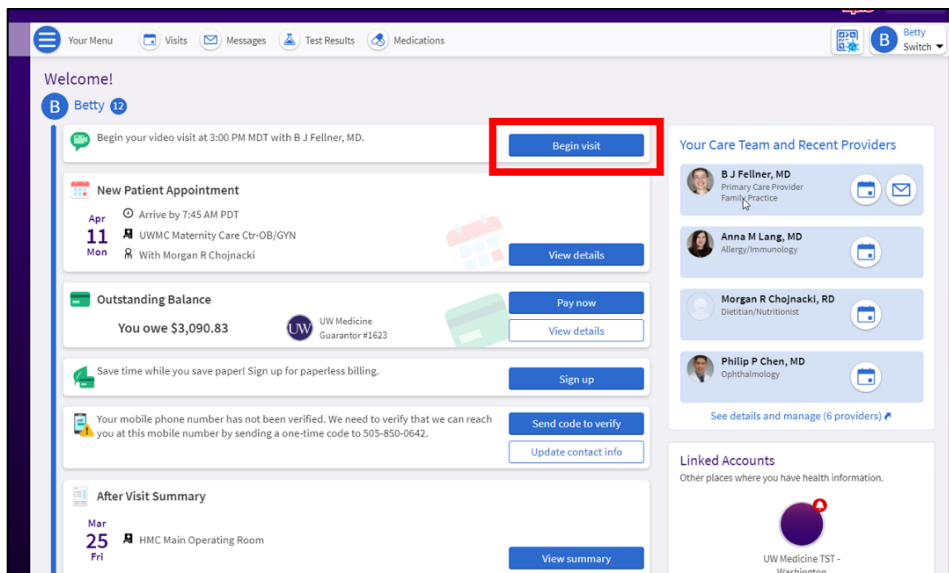 Your Menu
Visits
Messages
Test Results
Medications
B
Betty
Switch
Welcome!
B
Betty 12
Begin your video visit at 3:00 PM MDT with B J Fellner, MD.
Begin visit
New Patient Appointment
Apr
11
Mon
Arrive by 7:45 AM PDT
UWMC Maternity Care Ctr-OB/GYN
With Morgan R Chojnacki
View details
Outstanding Balance
You owe $3,090.83
UW
UW Medicine
Guarantor #1623
Pay now
View details
Save time while you save paper! Sign up for paperless billing.
Sign up
Your mobile phone number has not been verified. We need to verify that we can reach
you at this mobile number by sending a one-time code to 505-850-0642.
Send code to verify
Update contact info
After Visit Summary
Mar
25
Fri
HMC Main Operating Room
View summary
Your Care Team and Recent Providers
B J Fellner, MD
Primary Care Provider
Family Practice
Anna M Lang, MD
Allergy/Immunology
Morgan R Chojnacki, RD
Dietitian/Nutritionist
Philip P Chen, MD
Ophthalmology
See details and manage (6 providers)
Linked Accounts
Other places where you have health information.
UW Medicine TST -
Washington